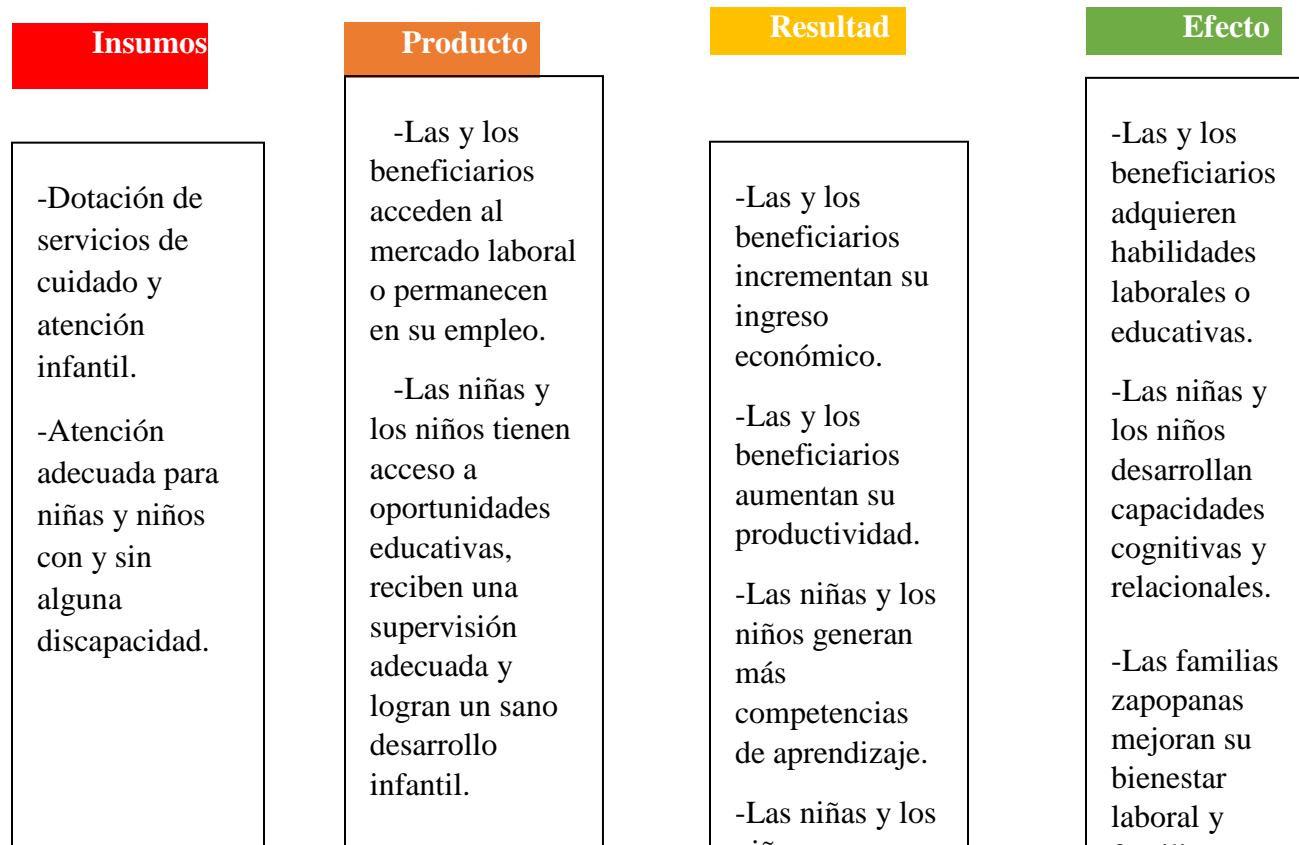 Insumos
-Dotación de
servicios de
cuidado y
atención
infantil.
-Atención
adecuada para
niñas y niños
con y sin
alguna
discapacidad.
Producto
-Las y los
beneficiarios
acceden al
mercado laboral
o permanecen
en su empleo.
-Las niñas y
los niños tienen
acceso a
oportunidades
educativas,
reciben una
supervisión
adecuada y
logran un sano
desarrollo
infantil.
Resultad
-Las y los
beneficiarios
incrementan su
ingreso
económico.
-Las y los
beneficiarios
aumentan su
productividad.
-Las niñas y los
niños generan
más
competencias
de aprendizaje.
-Las niñas y los
Efecto
-Las y los
beneficiarios
adquieren
habilidades
laborales o
educativas.
-Las niñas y
los niños
desarrollan
capacidades
cognitivas y
relacionales.
-Las familias
zapopanas
mejoran su
bienestar
laboral y